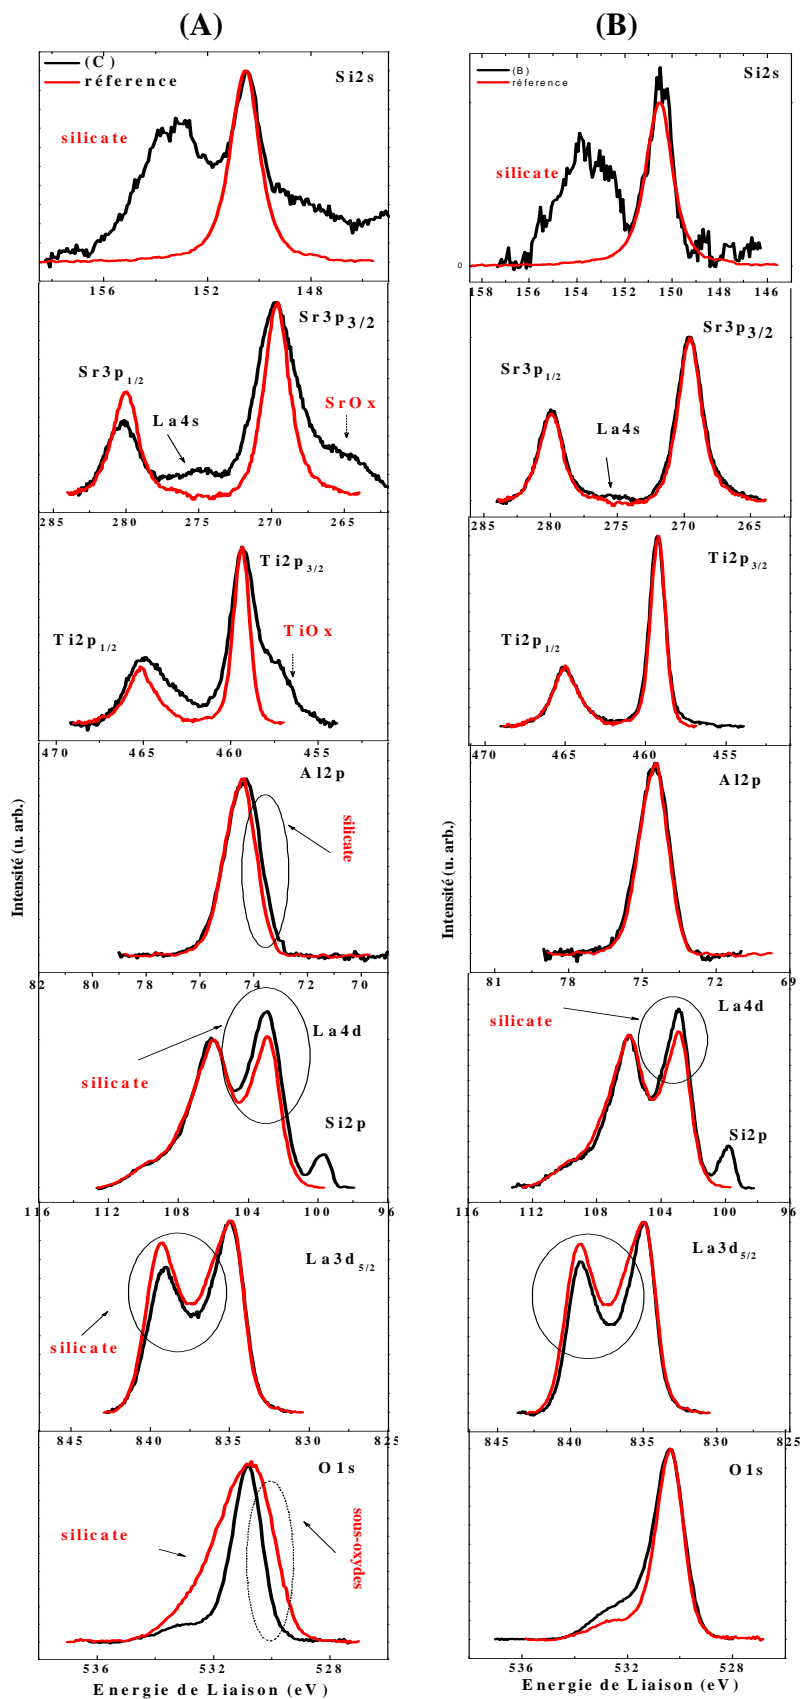 (A)
(C)
réference
Si2s
silicate
156 152 148
Sr3p3/2
Sr3p1/2
La4s
SrOx
285 280 275 270 265
Ti2p3/2
Ti2p1/2
TiOx
470 465 460 455
Al2p
silicate
Intensité (u. arb.)
82 80 78 76 74 72 70
La4d
silicate
Si2p
116 112 108 104 100 96
La3d5/2
silicate
845 840 835 830 825
O1s
silicate
sous-oxydes
536 532 528
Energie de Liaison (eV)
(B)
(B)
réference
Si2s
silicate
0
158 156 154 152 150 148 146
Sr3p3/2
Sr3p1/2
La4s
285 280 275 270 265
Ti2p3/2
Ti2p1/2
470 465 460 455
Al2p
Intensité (u. arb.)
81 78 75 72 69
La4d
silicate
Si2p
116 112 108 104 100 96
La3d5/2
845 840 835 830 825
O1s
536 532 528
Energie de Liaison (eV)